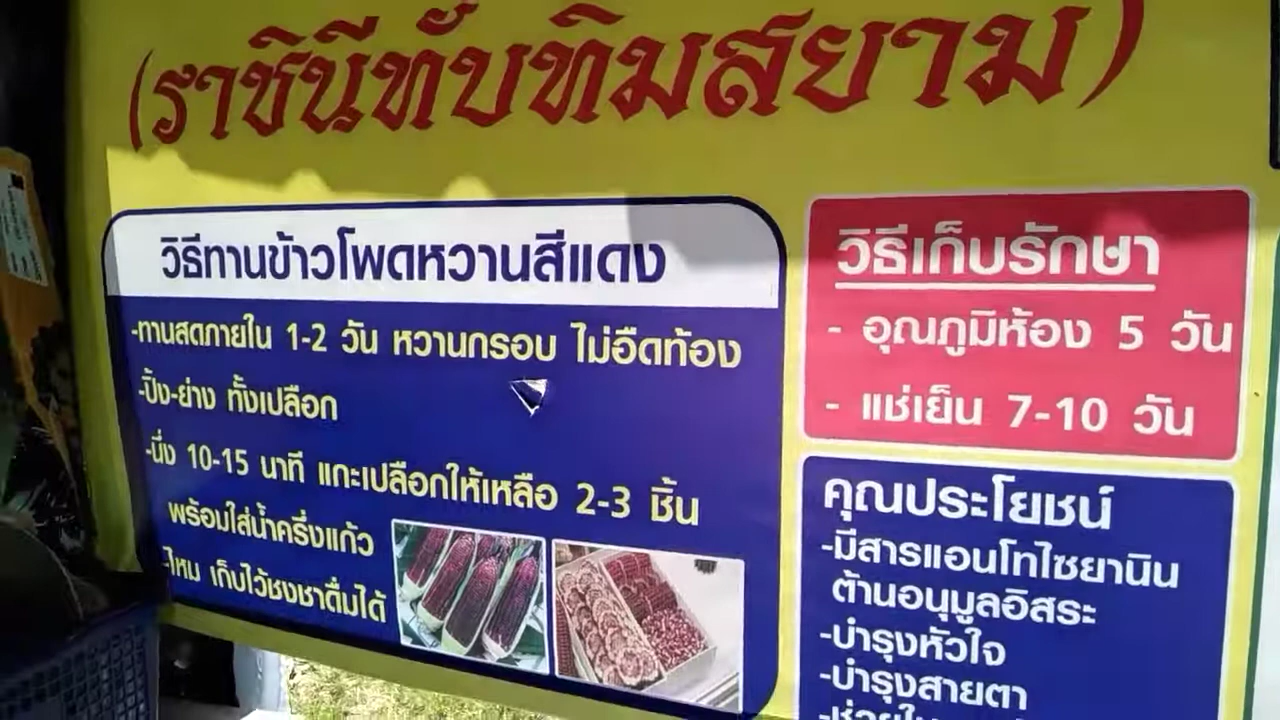 (ราชินีทับทิมสยาม)
วิธีทานข้าวโพดหวานสีแดง
-ทานสดภายใน 1-2 วัน หวานกรอบ ไม่อืดท้อง
-ปิ้ง-ย่าง ทั้งเปลือก
-นึ่ง 10-15 นาที แกะเปลือกให้เหลือ 2-3 ชิ้น
พร้อมใส่น้ำครึ่งแก้ว
-ไหม เก็บไว้ชงชาดื่มได้
วิธีเก็บรักษา
- อุณภูมิห้อง 5 วัน
- แช่เย็น 7-10 วัน
คุณประโยชน์
-มีสารแอนโทไซยานิน
ต้านอนุมูลอิสระ
-บำรุงหัวใจ
-บำรุงสายตา